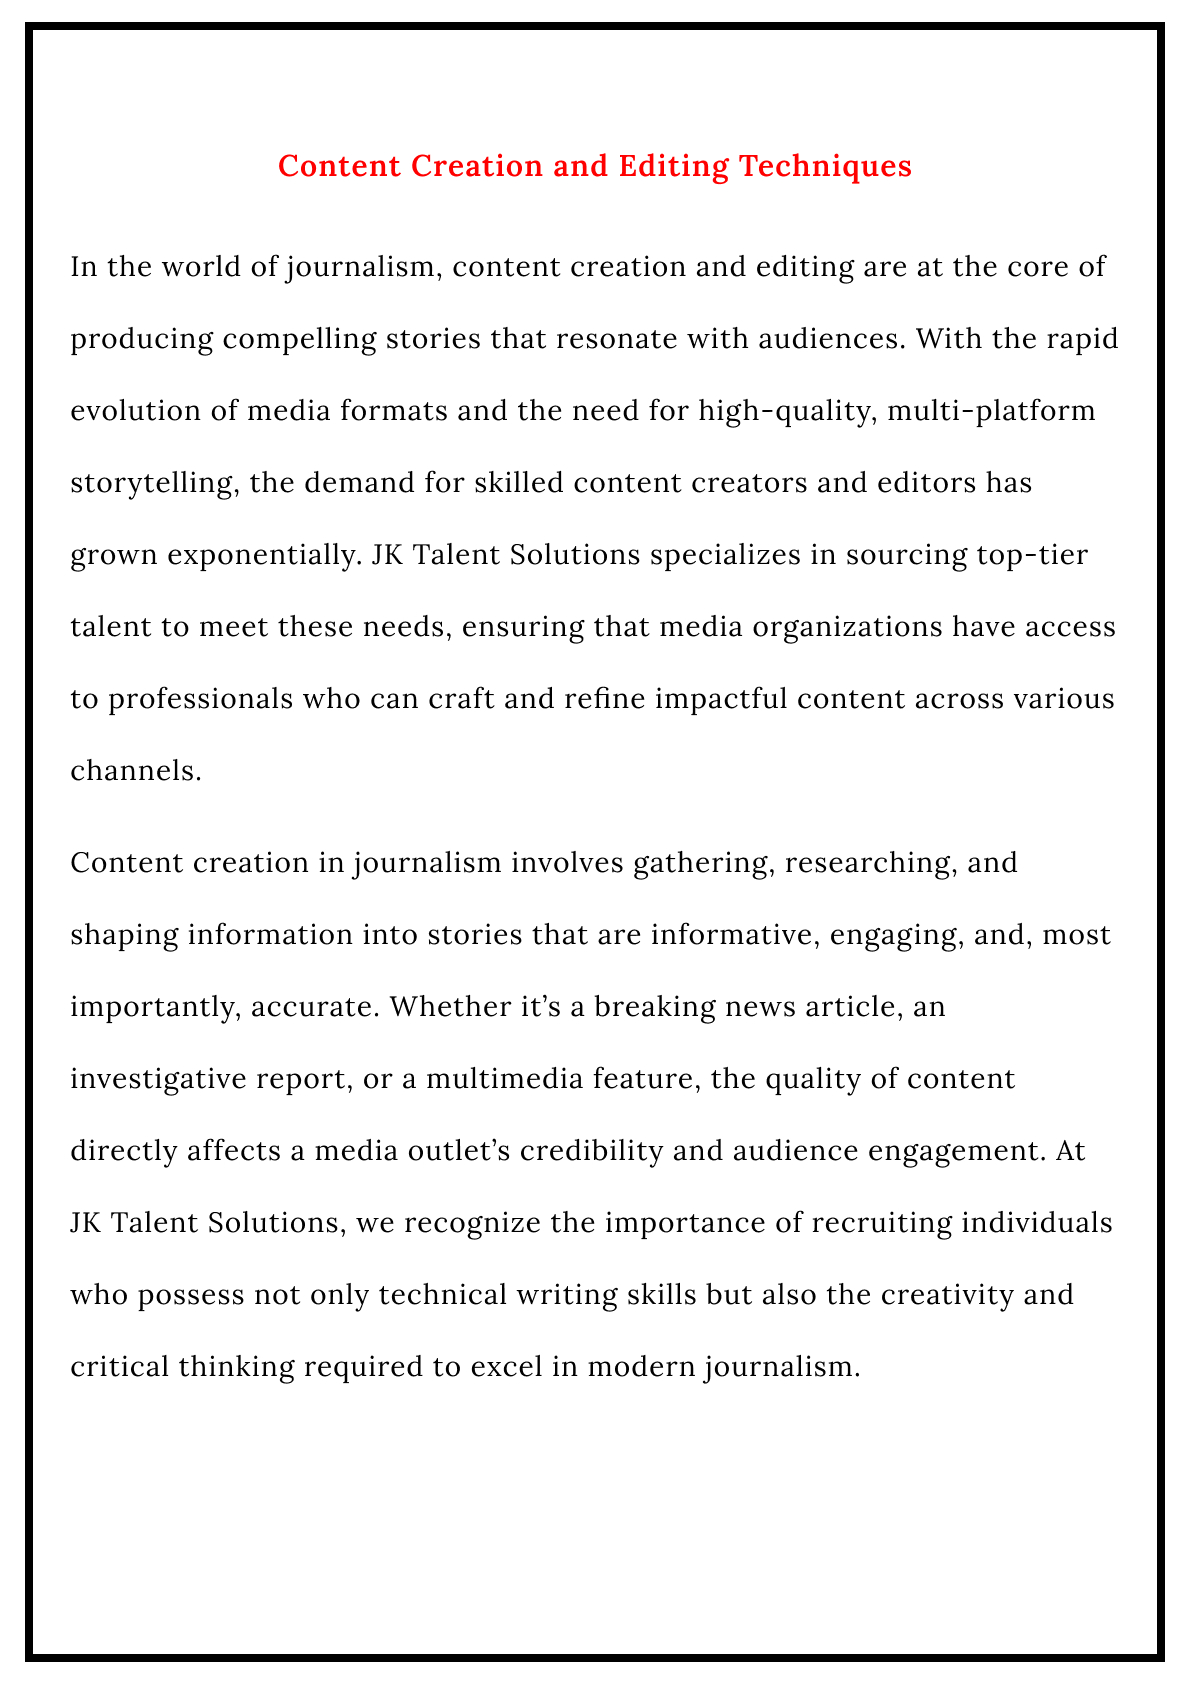 Content Creation and Editing Techniques
In the world of journalism, content creation and editing are at the core of
producing compelling stories that resonate with audiences. With the rapid
evolution of media formats and the need for high-quality, multi-platform
storytelling, the demand for skilled content creators and editors has
grown exponentially. JK Talent Solutions specializes in sourcing top-tier
talent to meet these needs, ensuring that media organizations have access
to professionals who can craft and refine impactful content across various
channels.
Content creation in journalism involves gathering, researching, and
shaping information into stories that are informative, engaging, and, most
importantly, accurate. Whether it’s a breaking news article, an
investigative report, or a multimedia feature, the quality of content
directly affects a media outlet’s credibility and audience engagement. At
JK Talent Solutions, we recognize the importance of recruiting individuals
who possess not only technical writing skills but also the creativity and
critical thinking required to excel in modern journalism.